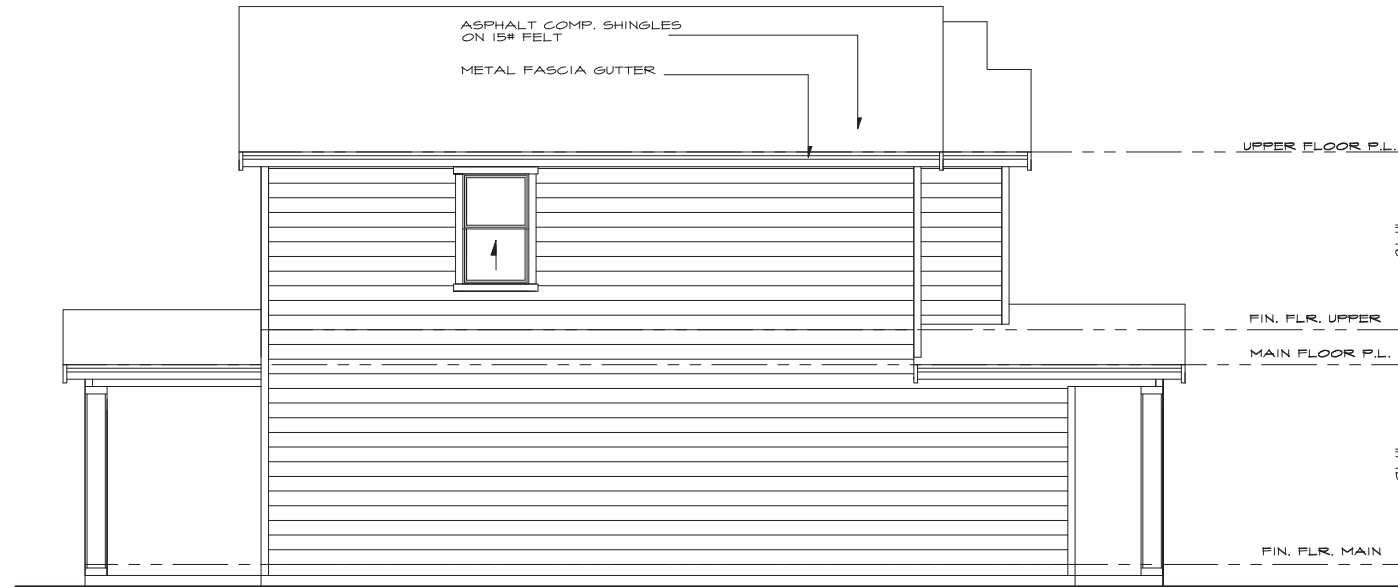 ASPHALT COMP. SHINGLES
ON 15# FELT
METAL FASCIA GUTTER
UPPER FLOOR P.L.
FIN. FLR. UPPER
MAIN FLOOR P.L.
FIN. FLR. MAIN